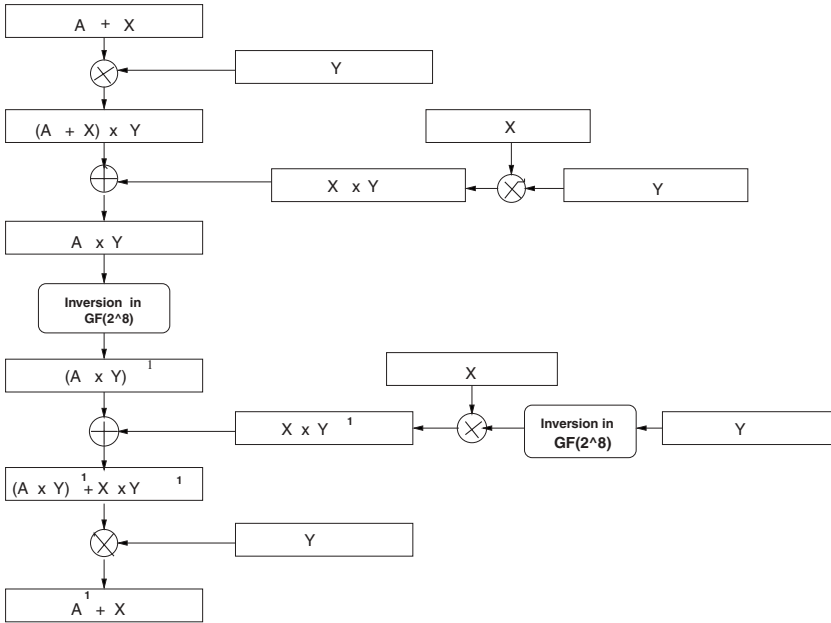 A + X
Y
(A + X) x Y
X
X x Y
Y
A x Y
Inversion in
GF(2^8)
(A x Y) 1
X
X x Y 1
Inversion in
GF(2^8)
Y
(A x Y) 1 + X x Y 1
Y
A 1 + X